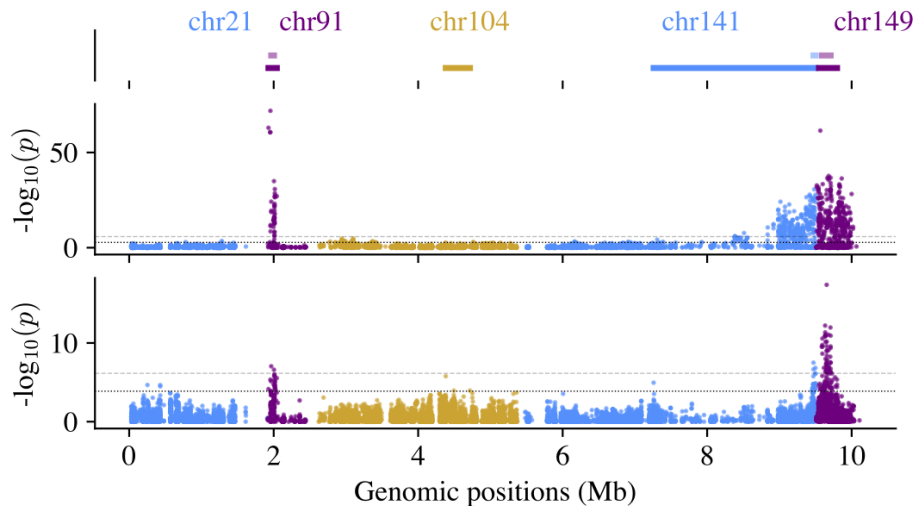 chr21 chr91 chr104 chr141 chr149
-log10(p)
50
0
-log10(p)
10
0
0 2 4 6 8 10
Genomic positions (Mb)